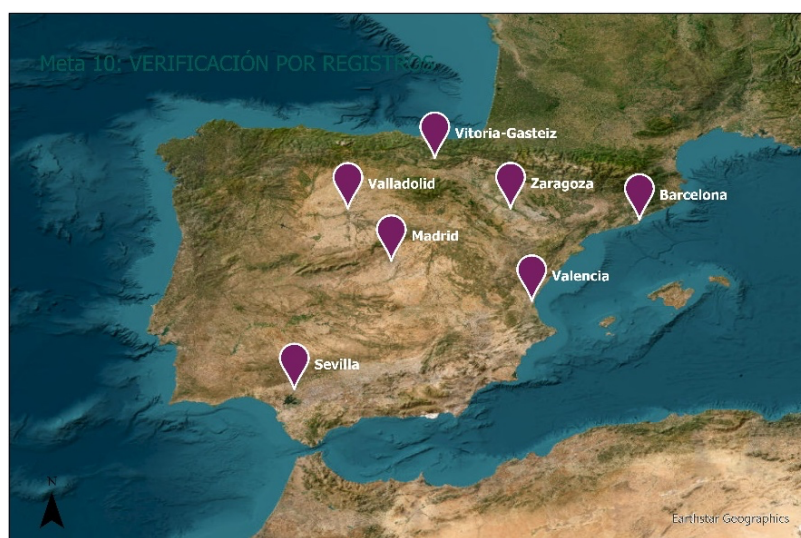 Meta 10: VERIFICACIÓN POR REGISTROS
Vitoria-Gasteiz
Valladolid
Zaragoza
Barcelona
Madrid
Valencia
Sevilla
N
Earthstar Geographics